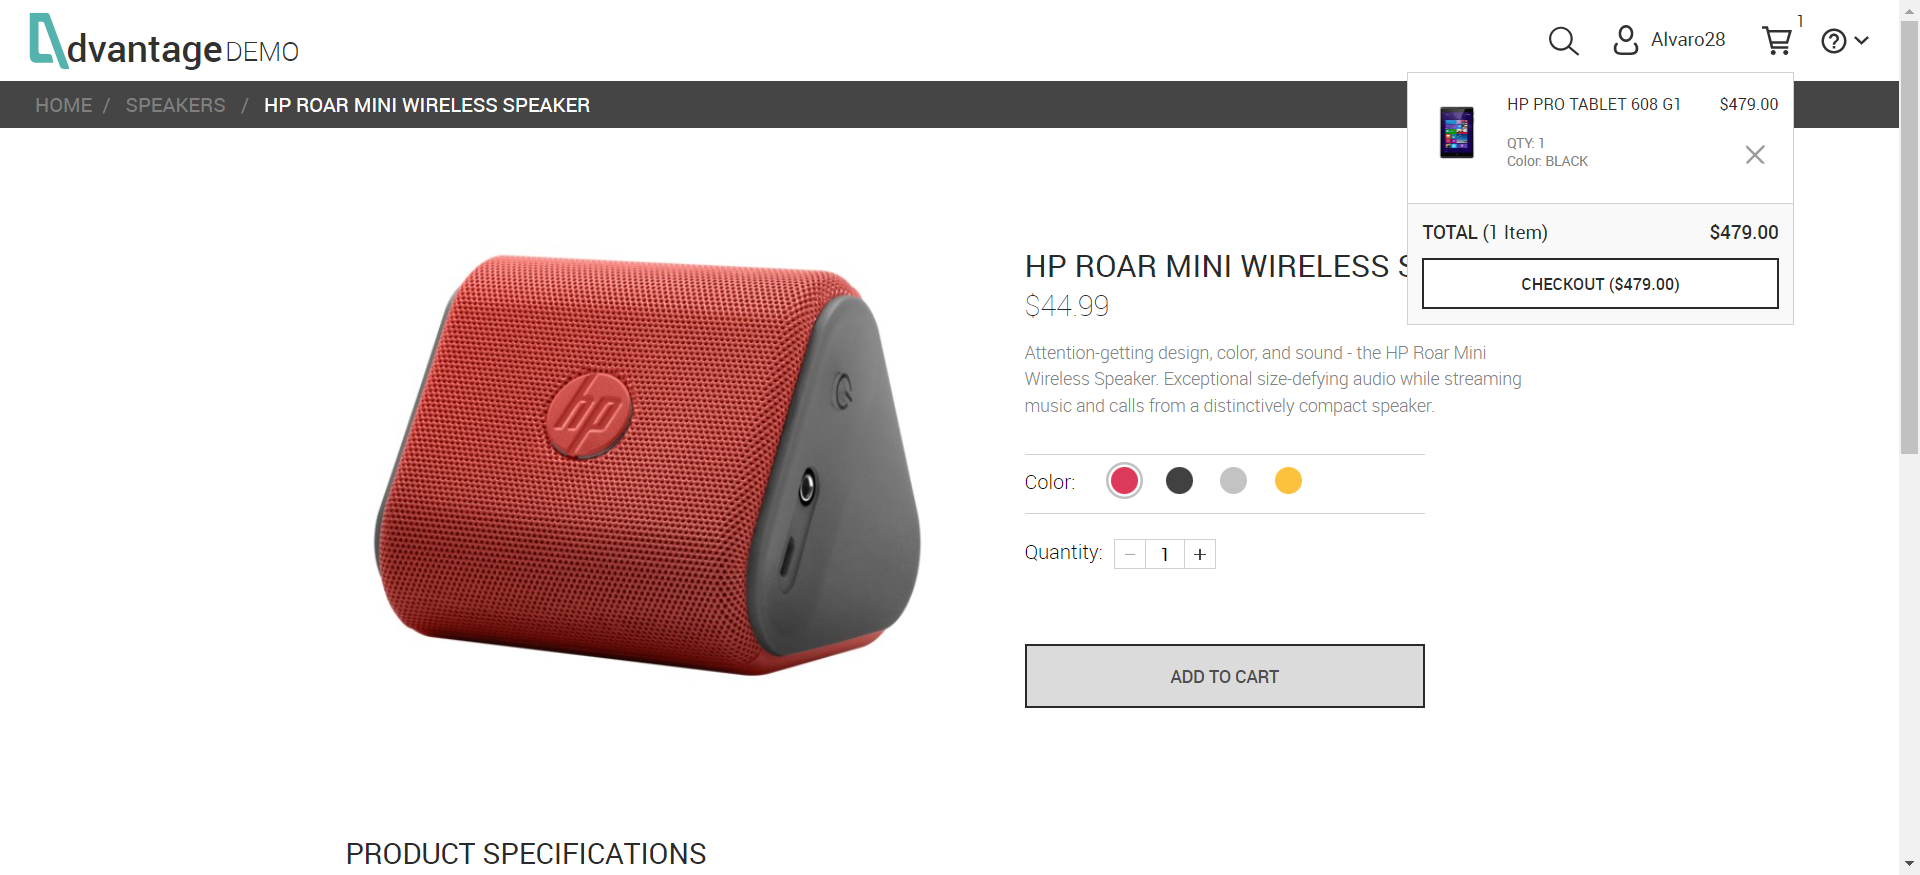 dvantage DEMO
Alvaro28
1
HOME / SPEAKERS / HP ROAR MINI WIRELESS SPEAKER
HP PRO TABLET 608 G1 $479.00
QTY: 1
Color: BLACK
TOTAL (1 Item) $479.00
CHECKOUT ($479.00)
hp
HP ROAR MINI WIRELESS S
$44.99
Attention-getting design, color, and sound - the HP Roar Mini
Wireless Speaker. Exceptional size-defying audio while streaming
music and calls from a distinctively compact speaker.
Color:
Quantity: − 1 +
ADD TO CART
PRODUCT SPECIFICATIONS